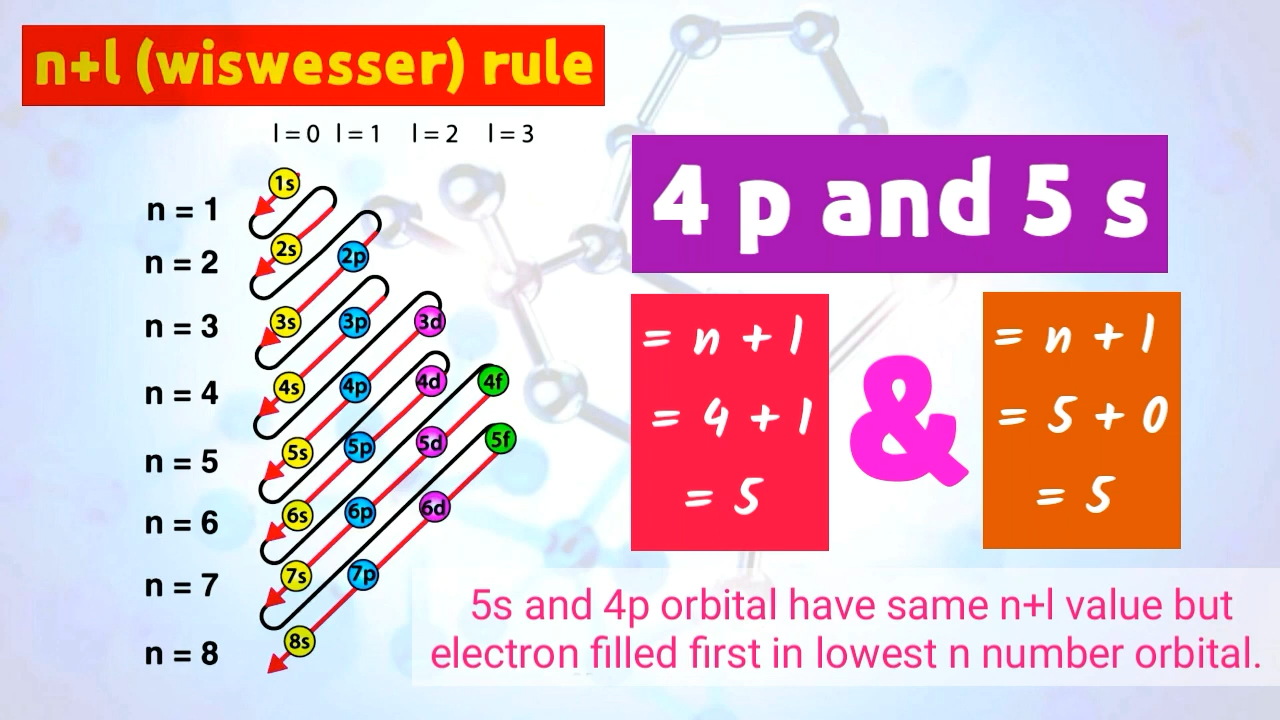 n+l (wiswesser) rule
l = 0 l = 1 l = 2 l = 3
1s
n = 1
2s 2p
n = 2
3s 3p 3d
n = 3
4s 4p 4d 4f
n = 4
5s 5p 5d 5f
n = 5
6s 6p 6d
n = 6
7s 7p
n = 7
8s
n = 8
4 p and 5 s
= n + l
= 4 + 1
= 5
&
= n + l
= 5 + 0
= 5
5s and 4p orbital have same n+l value but
electron filled first in lowest n number orbital.